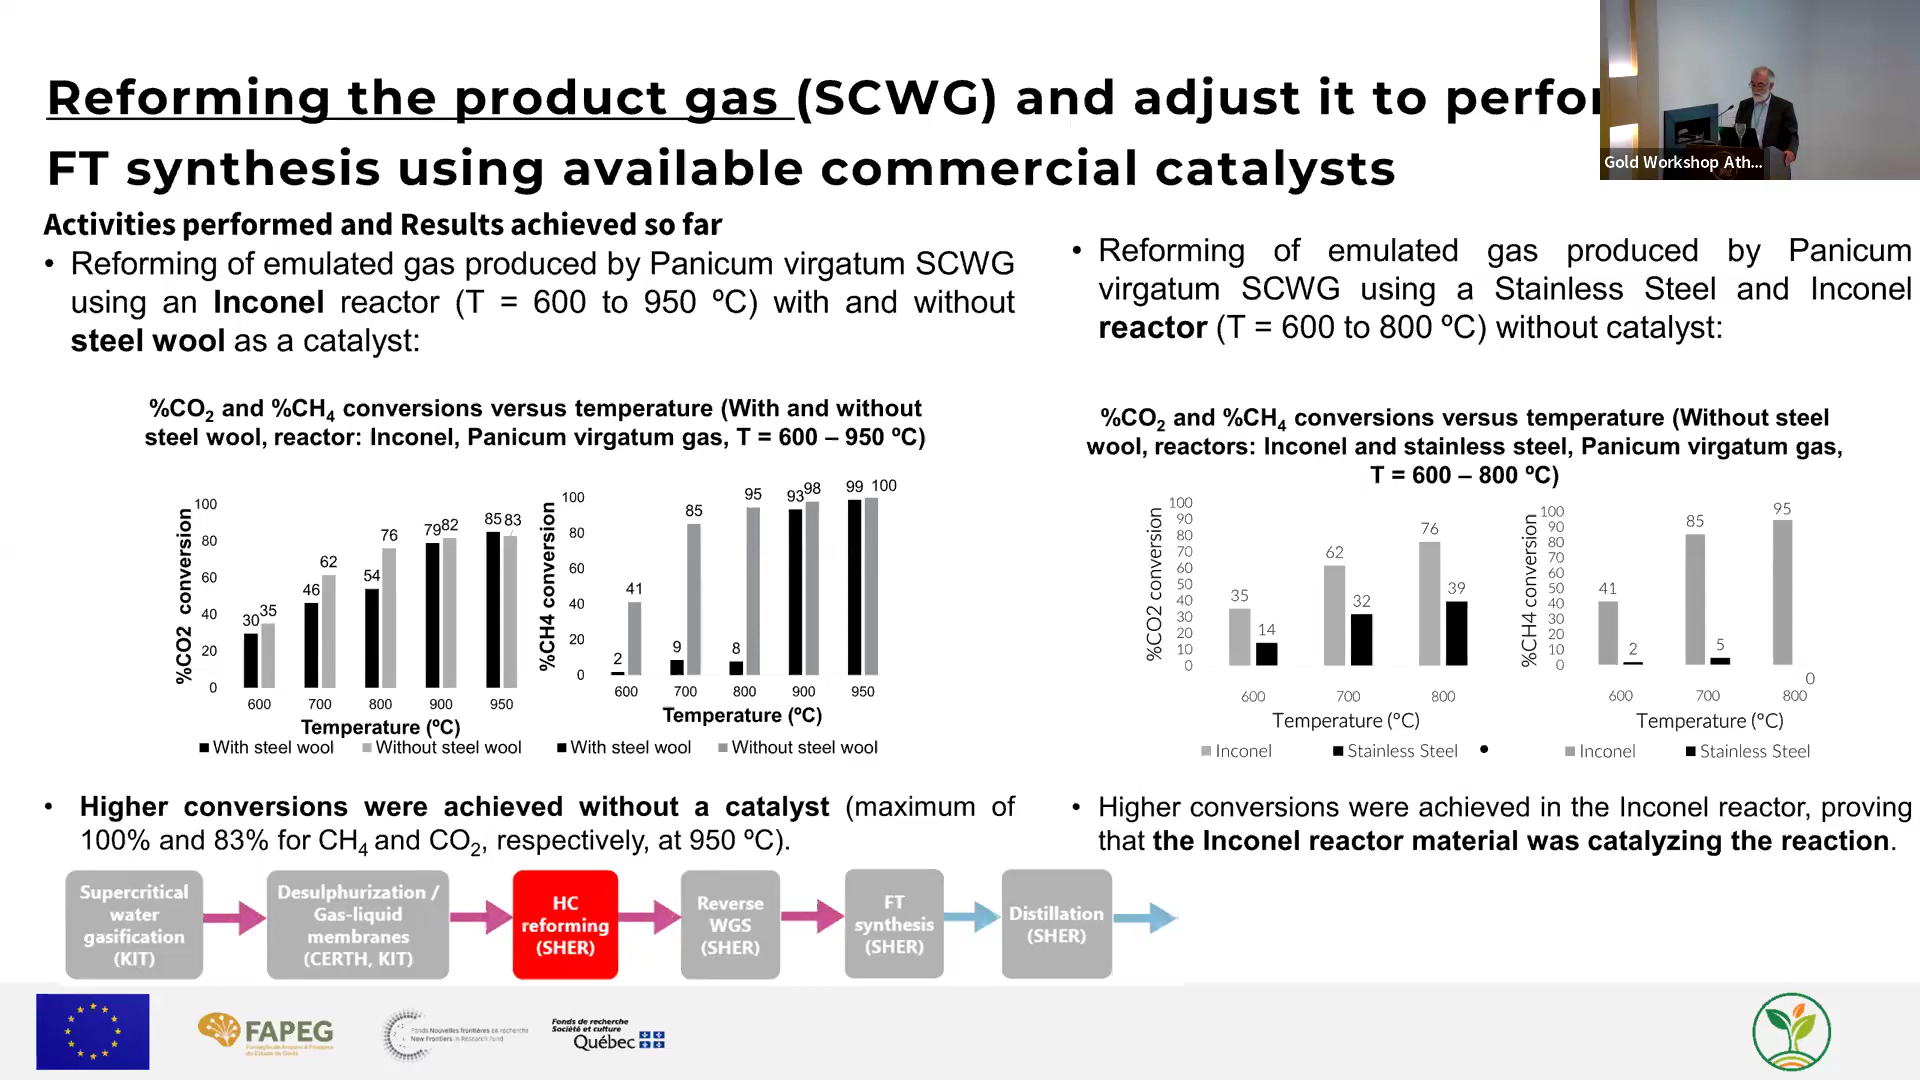 Reforming the product gas (SCWG) and adjust it to perfor
FT synthesis using available commercial catalysts
Gold Workshop Ath...
Activities performed and Results achieved so far
• Reforming of emulated gas produced by Panicum virgatum SCWG
using an Inconel reactor (T = 600 to 950 ºC) with and without
steel wool as a catalyst:
%CO2 and %CH4 conversions versus temperature (With and without
steel wool, reactor: Inconel, Panicum virgatum gas, T = 600 – 950 ºC)
%CO2 conversion
100
80
60
40
20
0
30 35 46 62 54 76 79 82 85 83
600 700 800 900 950
Temperature (ºC)
With steel wool Without steel wool
%CH4 conversion
100
80
60
40
20
0
2 41 9 85 8 95 93 98 99 100
600 700 800 900 950
Temperature (ºC)
With steel wool Without steel wool
• Higher conversions were achieved without a catalyst (maximum of
100% and 83% for CH4 and CO2, respectively, at 950 ºC).
• Reforming of emulated gas produced by Panicum
virgatum SCWG using a Stainless Steel and Inconel
reactor (T = 600 to 800 ºC) without catalyst:
%CO2 and %CH4 conversions versus temperature (Without steel
wool, reactors: Inconel and stainless steel, Panicum virgatum gas,
T = 600 – 800 ºC)
%CO2 conversion
100
90
80
70
60
50
40
30
20
10
0
35 14 62 32 76 39
600 700 800
Temperature (°C)
Inconel Stainless Steel •
%CH4 conversion
100
90
80
70
60
50
40
30
20
10
0
41 2 85 5 95 0
600 700 800
Temperature (°C)
Inconel Stainless Steel
• Higher conversions were achieved in the Inconel reactor, proving
that the Inconel reactor material was catalyzing the reaction.
Supercritical
water
gasification
(KIT)
Desulphurization /
Gas-liquid
membranes
(CERTH, KIT)
HC
reforming
(SHER)
Reverse
WGS
(SHER)
FT
synthesis
(SHER)
Distillation
(SHER)
FAPEG
Fundação de Amparo à Pesquisa
do Estado de Goiás
Fonds Nouvelles frontières en recherche
New Frontiers in Research Fund
Fonds de recherche
Société et culture
Québec